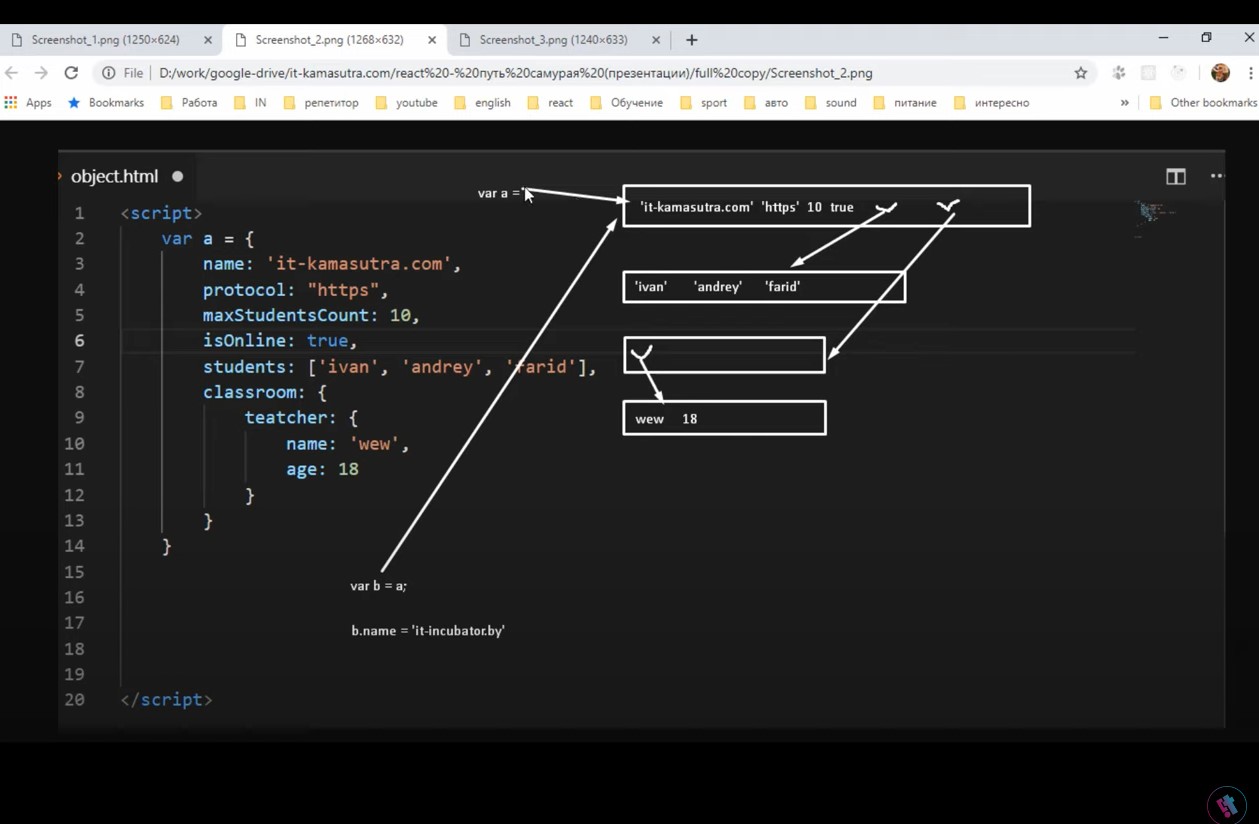 Screenshot_1.png (1250×624) Screenshot_2.png (1268×632) Screenshot_3.png (1240×633)
File D:/work/google-drive/it-kamasutra.com/react%20-%20путь%20самурая%20(презентации)/full%20copy/Screenshot_2.png
Apps Bookmarks Работа IN репетитор youtube english react Обучение sport авто sound питание интересно » Other bookmarks
object.html
var a =
'it-kamasutra.com' 'https' 10 true
'ivan' 'andrey' 'farid'
wew 18
1 <script>
2 var a = {
3 name: 'it-kamasutra.com',
4 protocol: "https",
5 maxStudentsCount: 10,
6 isOnline: true,
7 students: ['ivan', 'andrey', 'farid'],
8 classroom: {
9 teatcher: {
10 name: 'wew',
11 age: 18
12 }
13 }
14 }
15
16
17
18
19
20 </script>
var b = a;
b.name = 'it-incubator.by'